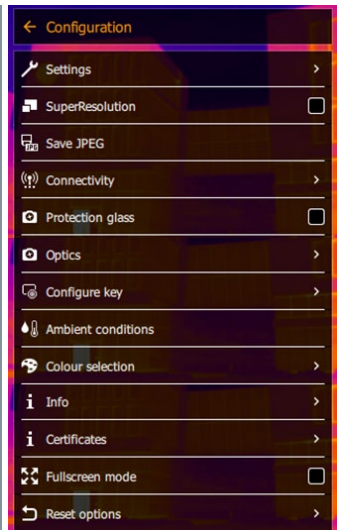 Configuration
Settings
SuperResolution
JPG
Save JPEG
Connectivity
Protection glass
Optics
Configure key
Ambient conditions
Colour selection
Info
Certificates
Fullscreen mode
Reset options